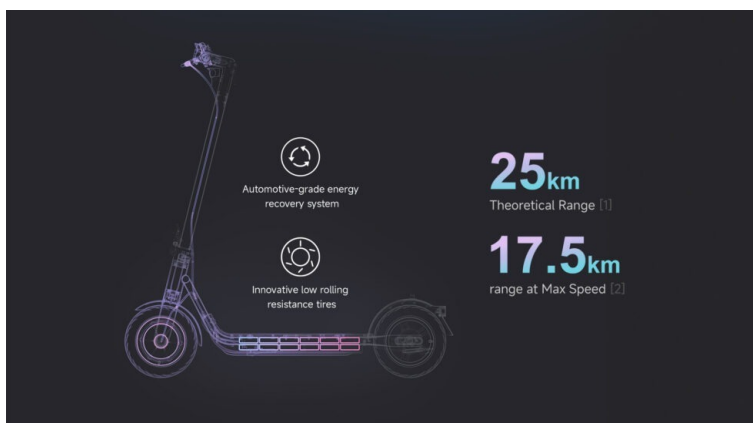 Automotive-grade energy
recovery system
Innovative low rolling
resistance tires
25km
Theoretical Range [1]
17.5km
range at Max Speed [2]